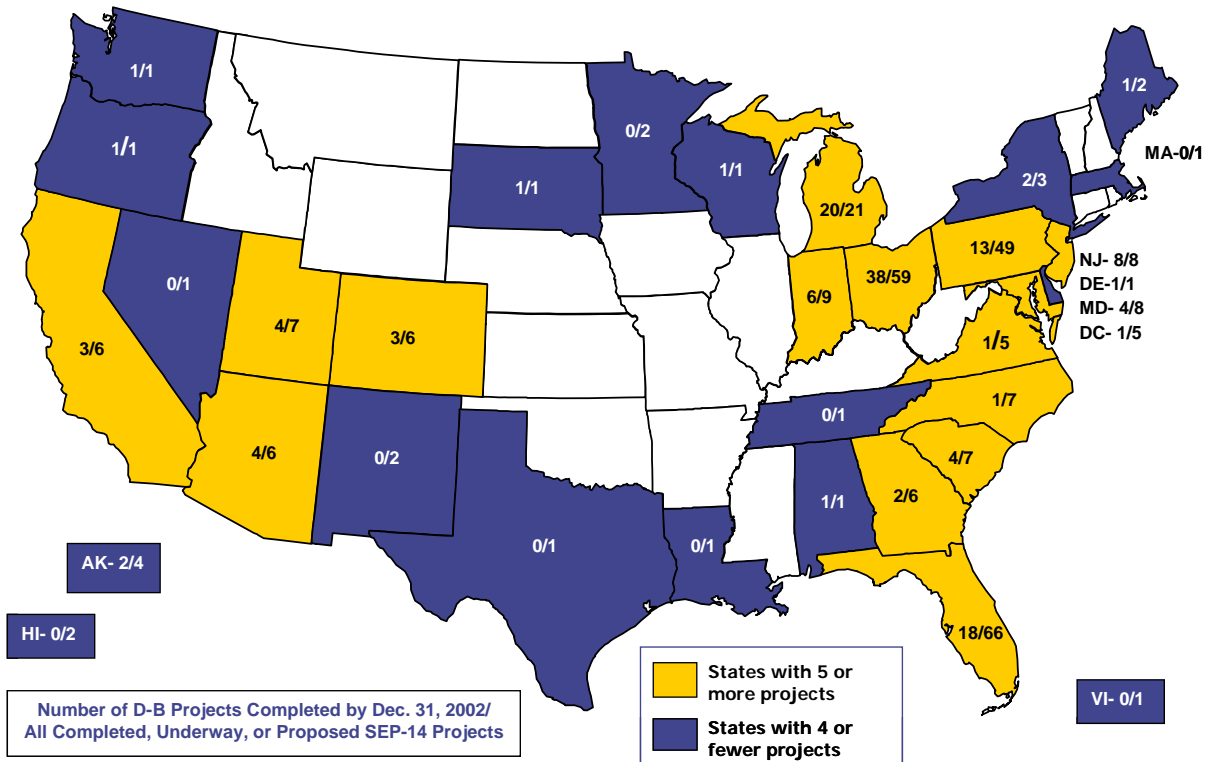 1/1
1/2
0/2
MA-0/1
1/1
1/1
1/1
2/3
20/21
13/49
NJ- 8/8
38/59
6/9
DE-1/1
0/1
MD- 4/8
4/7
3/6
DC- 1/5
3/6
1/5
1/7
0/1
4/6
0/2
4/7
1/1
2/6
0/1
0/1
AK- 2/4
18/66
HI- 0/2
States with 5 or
more projects
VI- 0/1
Number of D-B Projects Completed by Dec. 31, 2002/
All Completed, Underway, or Proposed SEP-14 Projects
States with 4 or
fewer projects